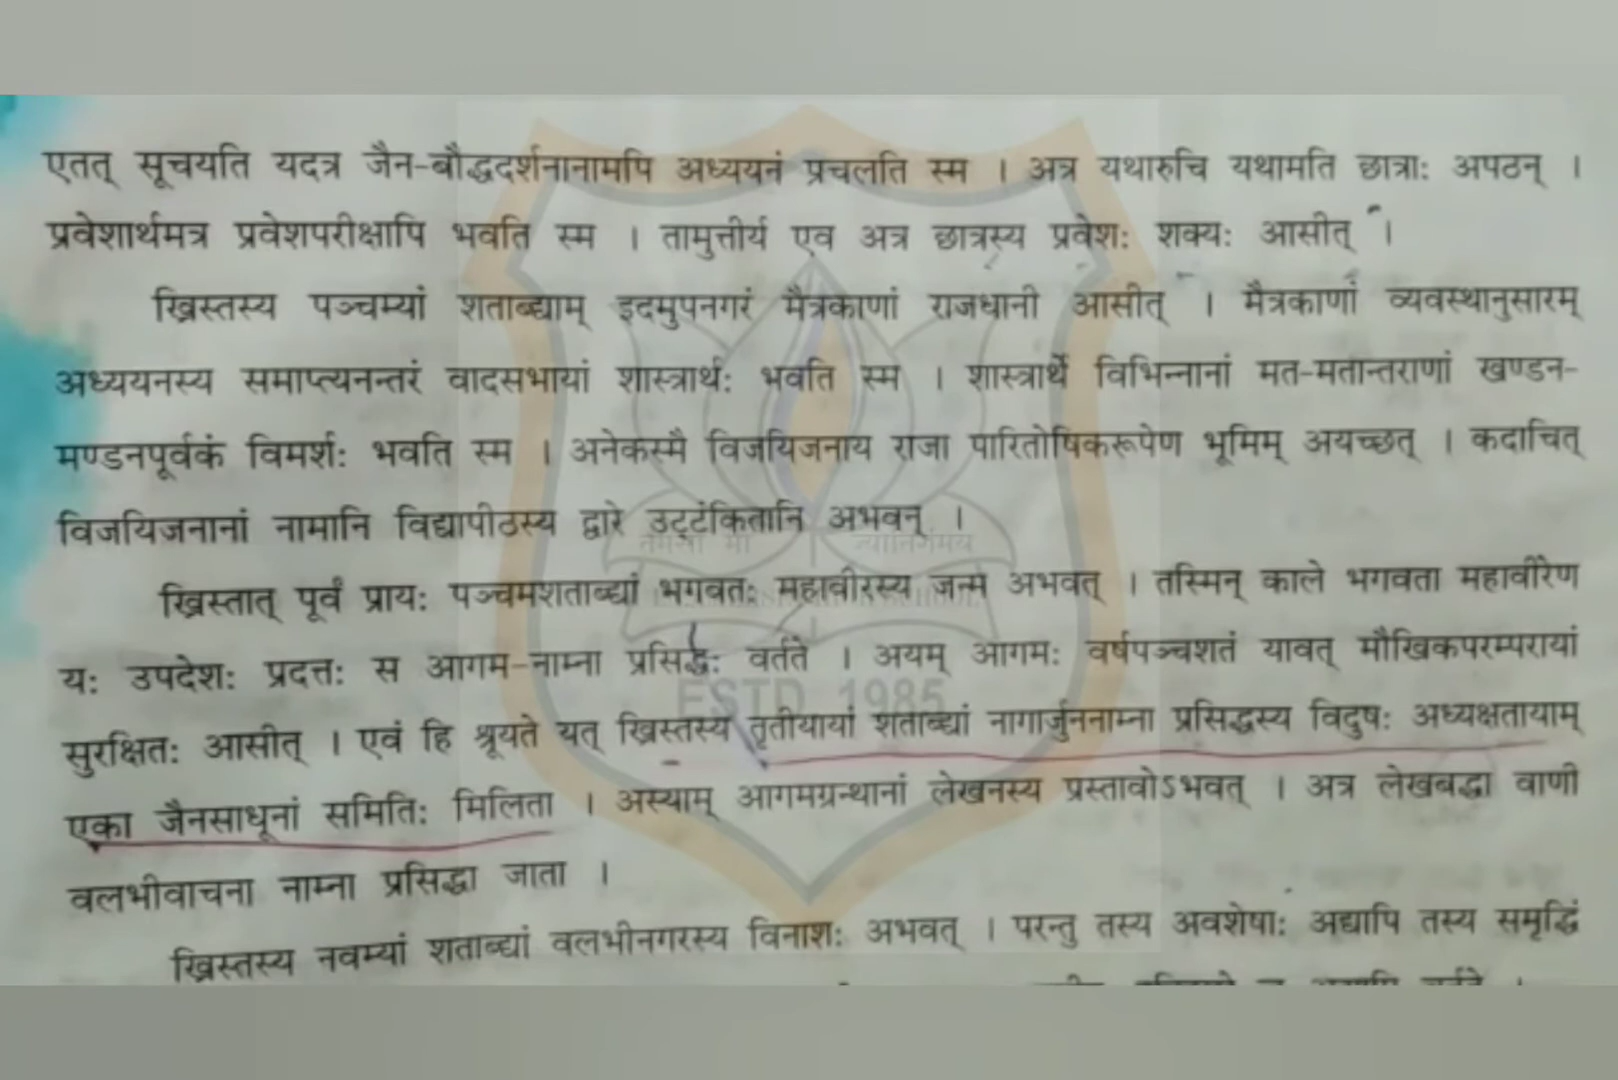 एतत् सूचयति यदत्र जैन-बौद्धदर्शनानामपि अध्ययनं प्रचलति स्म । अत्र यथारुचि यथामति छात्राः अपठन् ।
प्रवेशार्थमत्र प्रवेशपरीक्षापि भवति स्म । तामुत्तीर्य एव अत्र छात्रस्य प्रवेशः शक्यः आसीत् ।
ख्रिस्तस्य पञ्चम्यां शताब्द्याम् इदमुपनगरं मैत्रकाणां राजधानी आसीत् । मैत्रकाणां व्यवस्थानुसारम्
अध्ययनस्य समाप्त्यनन्तरं वादसभायां शास्त्रार्थः भवति स्म । शास्त्रार्थे विभिन्नानां मत-मतान्तराणां खण्डन-
मण्डनपूर्वकं विमर्शः भवति स्म । अनेकस्मै विजयिजनाय राजा पारितोषिकरूपेण भूमिम् अयच्छत् । कदाचित्
विजयिजनानां नामानि विद्यापीठस्य द्वारे उट्टंकितानि अभवन् ।
तमसो मा ज्योतिर्गमय
ख्रिस्तात् पूर्वं प्रायः पञ्चमशताब्द्यां भगवतः महावीरस्य जन्म अभवत् । तस्मिन् काले भगवता महावीरेण
यः उपदेशः प्रदत्तः स आगम-नाम्ना प्रसिद्धः वर्तते । अयम् आगमः वर्षपञ्चशतं यावत् मौखिकपरम्परायां
ESTD 1985
सुरक्षितः आसीत् । एवं हि श्रूयते यत् ख्रिस्तस्य तृतीयायां शताब्द्यां नागार्जुननाम्ना प्रसिद्धस्य विदुषः अध्यक्षतायाम्
एका जैनसाधूनां समितिः मिलिता । अस्याम् आगमग्रन्थानां लेखनस्य प्रस्तावोऽभवत् । अत्र लेखबद्धा वाणी
वलभीवाचना नाम्ना प्रसिद्धा जाता ।
ख्रिस्तस्य नवम्यां शताब्द्यां वलभीनगरस्य विनाशः अभवत् । परन्तु तस्य अवशेषाः अद्यापि तस्य समृद्धिं